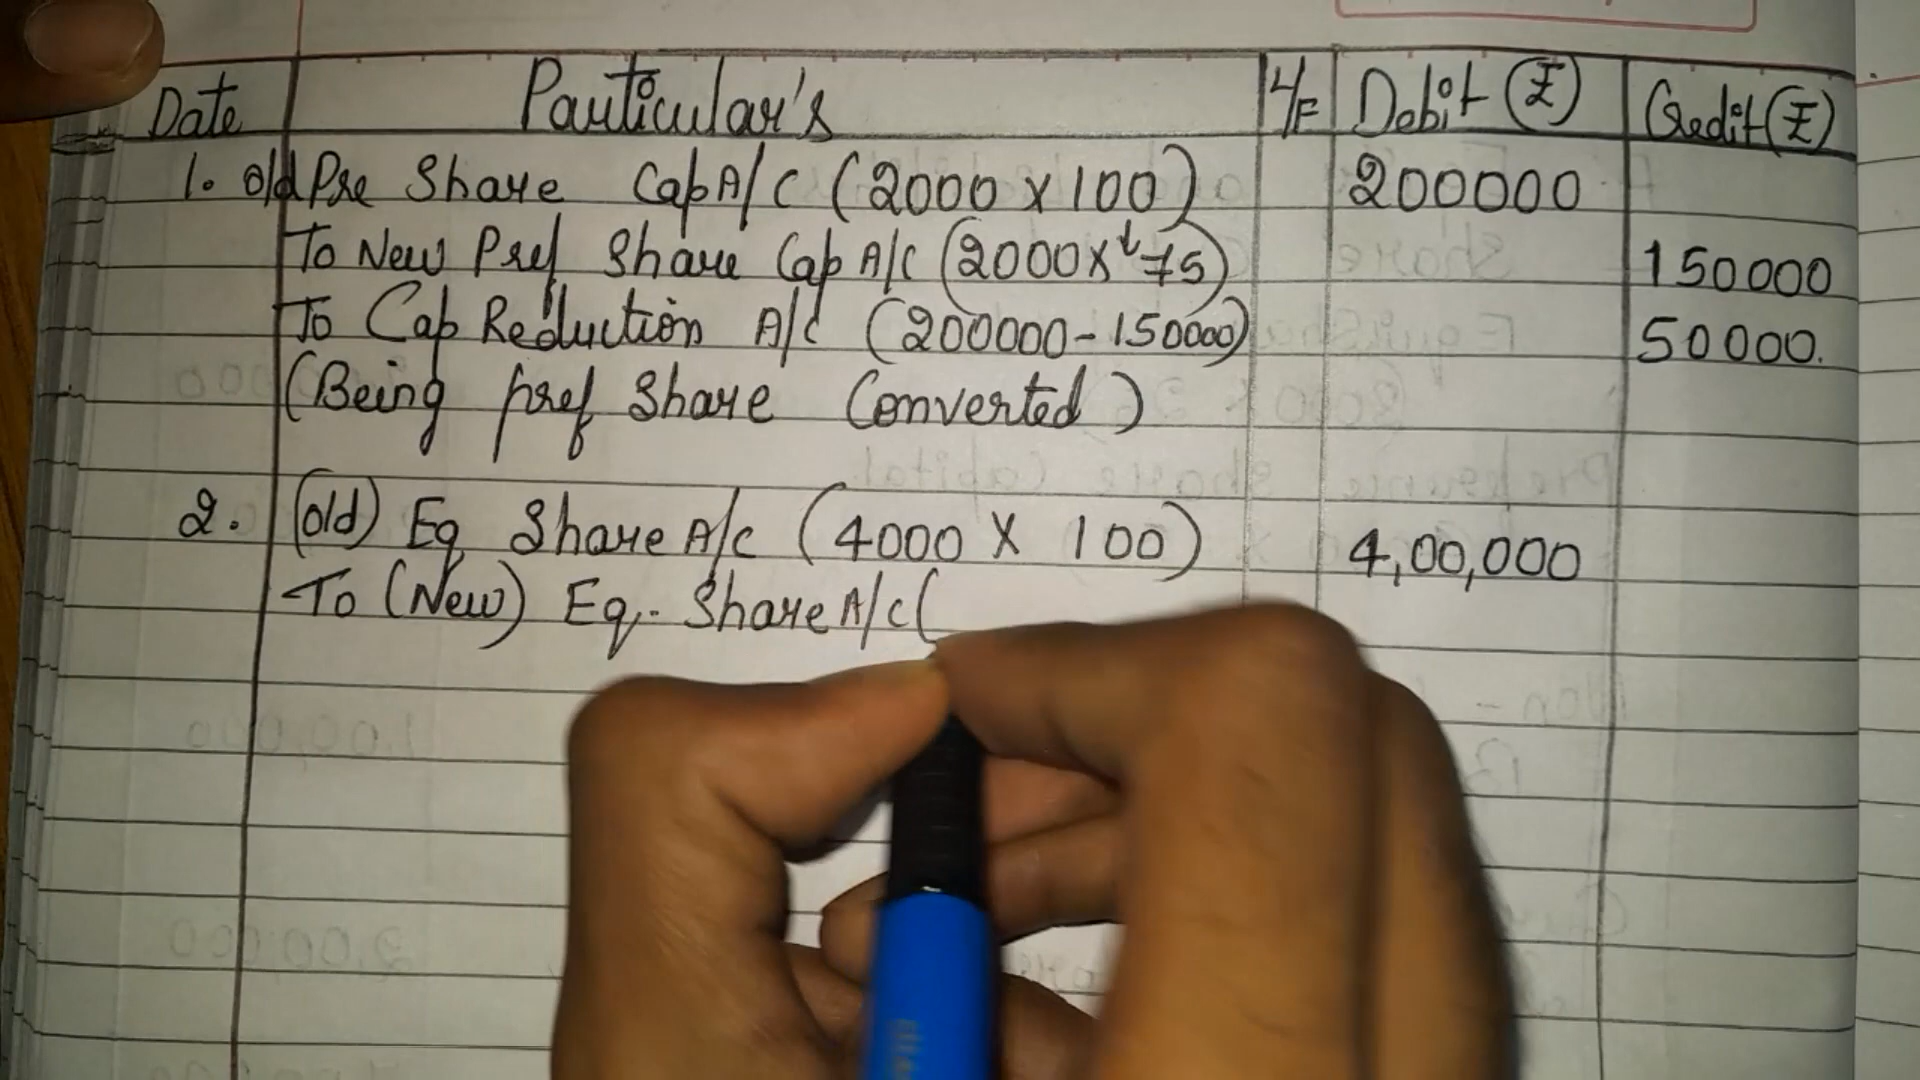 Date Particular's L/F Debit (₹) Credit (₹)
1. old Pre Share Cap A/C (2000 x 100) 200000
To New Pref Share Cap A/C (2000 x 75) 150000
To Cap Reduction A/C (200000-150000) 50000.
(Being pref Share Converted)
2. (old) Eq Share A/c (4000 X 100) 4,00,000
To (New) Eq. Share A/c (